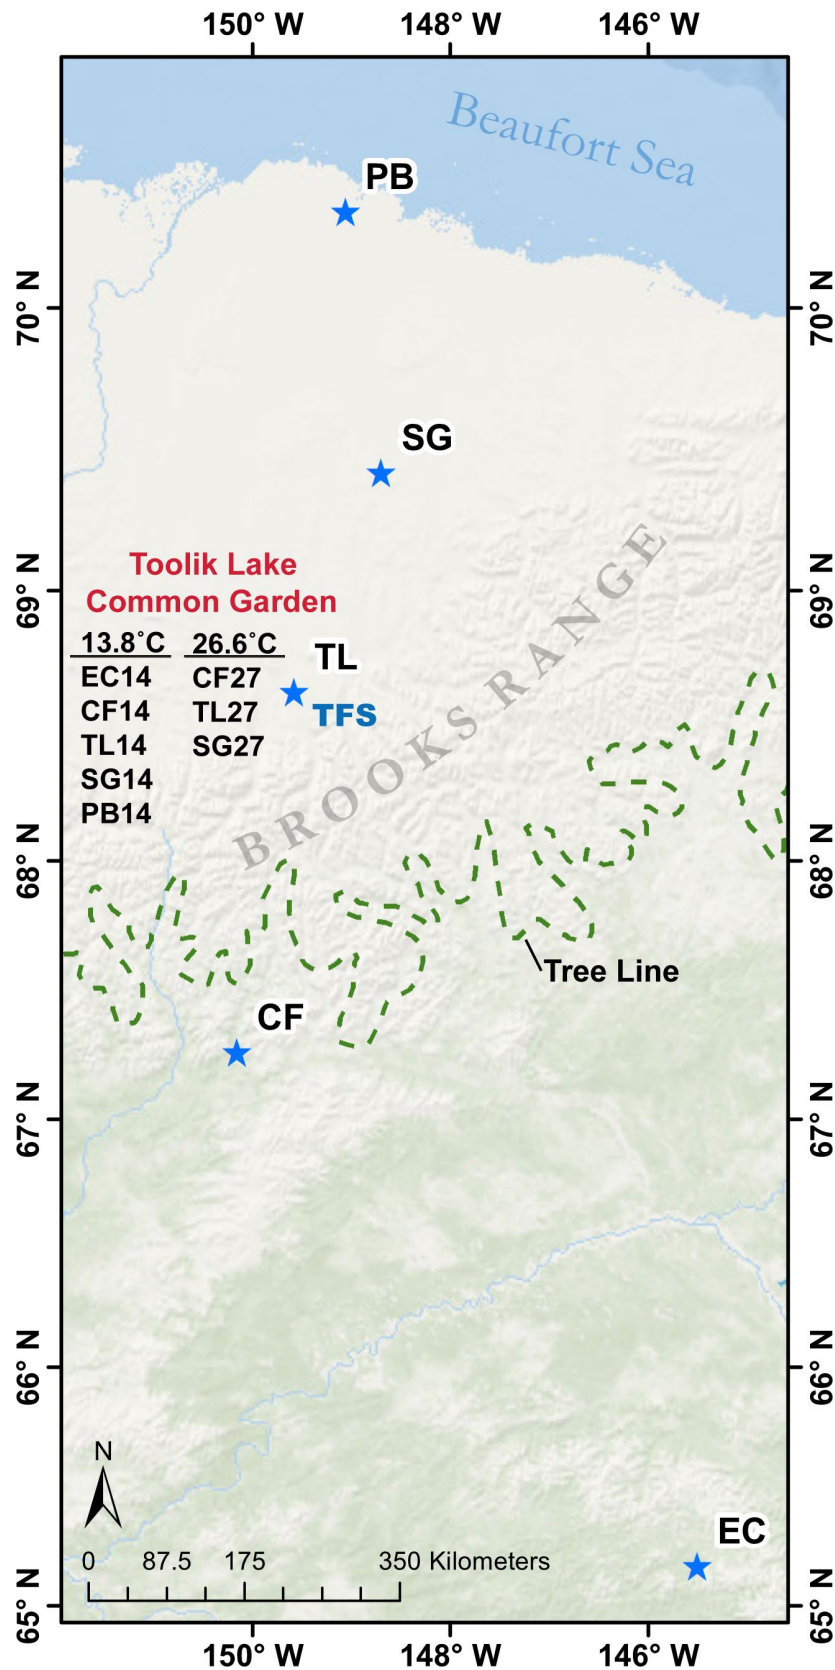 150° W 148° W 146° W
Beaufort Sea
PB
70° N 70° N
SG
69° N 69° N
Toolik Lake
Common Garden
13.8˚C 26.6˚C
TL
EC14 CF27
CF14 TL27
TFS
TL14 SG27
SG14
PB14
BROOKS RANGE
68° N 68° N
Tree Line
CF
67° N 67° N
66° N 66° N
N
EC
0 87.5 175 350 Kilometers
65° N 65° N
150° W 148° W 146° W